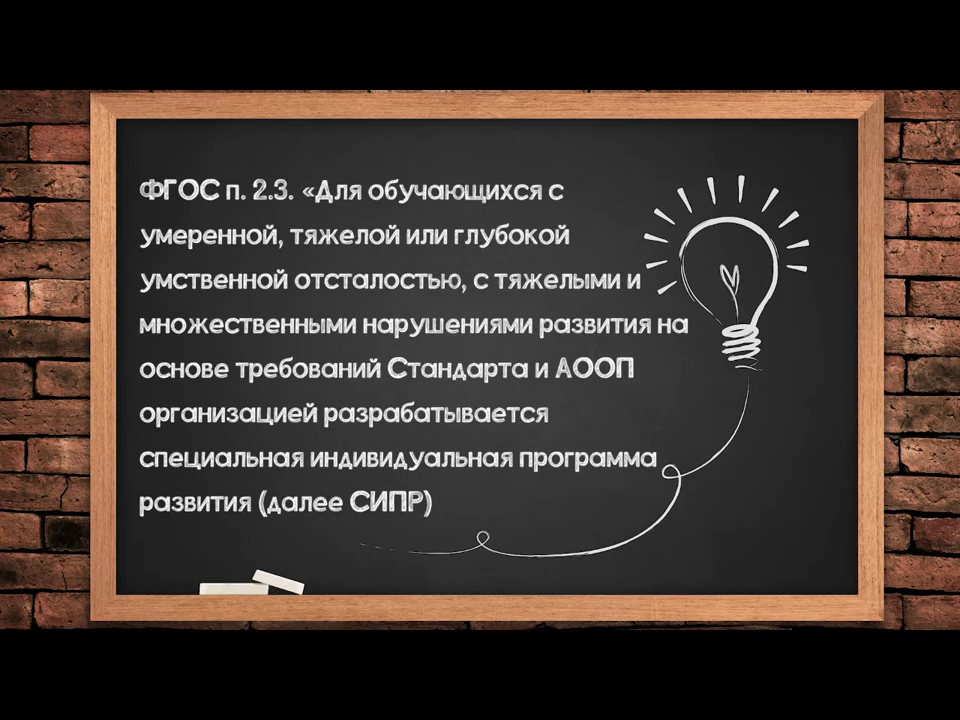 ФГОС п. 2.3. «Для обучающихся с
умеренной, тяжелой или глубокой
умственной отсталостью, с тяжелыми и
множественными нарушениями развития на
основе требований Стандарта и АООП
организацией разрабатывается
специальная индивидуальная программа
развития (далее СИПР)